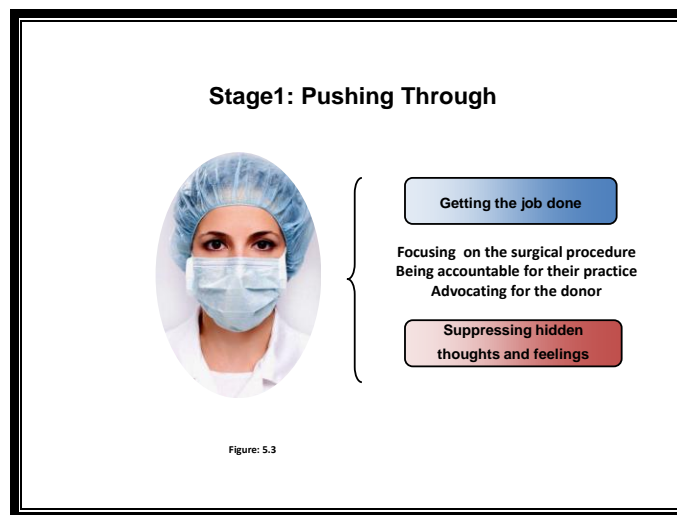 Stage1: Pushing Through
Getting the job done
Focusing on the surgical procedure
Being accountable for their practice
Advocating for the donor
Suppressing hidden
thoughts and feelings
Figure: 5.3